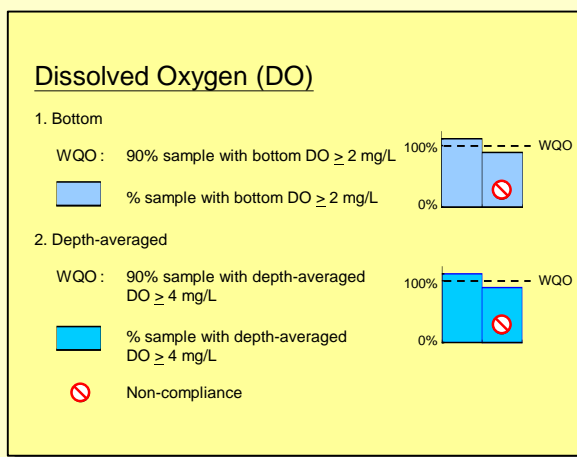 Dissolved Oxygen (DO)
1. Bottom
WQO : 90% sample with bottom DO ≥ 2 mg/L
% sample with bottom DO ≥ 2 mg/L
100%
WQO
0%
2. Depth-averaged
WQO : 90% sample with depth-averaged
DO ≥ 4 mg/L
% sample with depth-averaged
DO ≥ 4 mg/L
100%
WQO
0%
Non-compliance